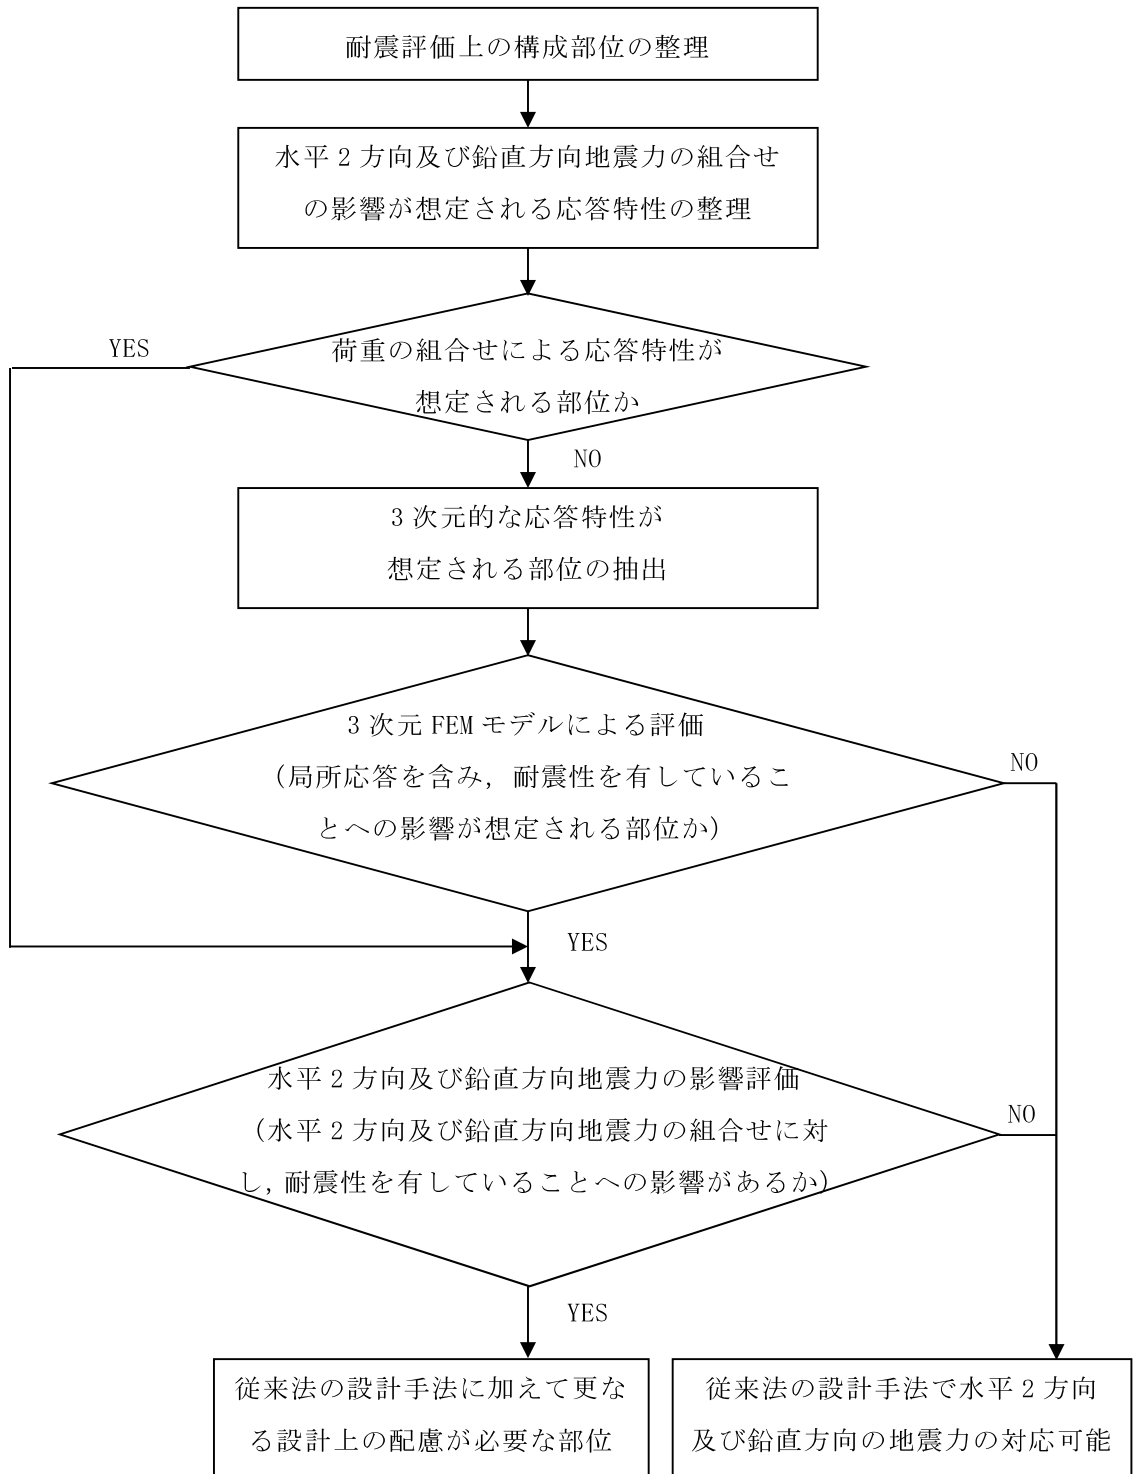 耐震評価上の構成部位の整理
水平2方向及び鉛直方向地震力の組合せ
の影響が想定される応答特性の整理
YES
荷重の組合せによる応答特性が
想定される部位か
NO
3次元的な応答特性が
想定される部位の抽出
3次元 FEM モデルによる評価
(局所応答を含み,耐震性を有しているこ
とへの影響が想定される部位か)
NO
YES
水平2方向及び鉛直方向地震力の影響評価
(水平2方向及び鉛直方向地震力の組合せに対
し,耐震性を有していることへの影響があるか)
NO
YES
従来法の設計手法に加えて更な
る設計上の配慮が必要な部位
従来法の設計手法で水平2方向
及び鉛直方向の地震力の対応可能